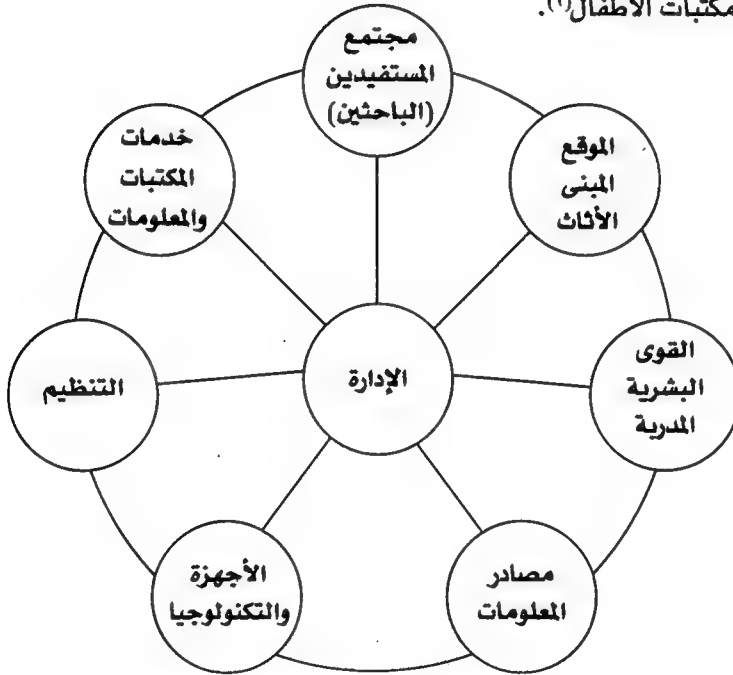 مكتبات الأطفال(١).
مجتمع
المستفيدين
(الباحثين)
الموقع
المبنى
الأثاث
القوى
البشرية
المدربة
مصادر
المعلومات
الأجهزة
والتكنولوجيا
التنظيم
خدمات
المكتبات
والمعلومات
الإدارة